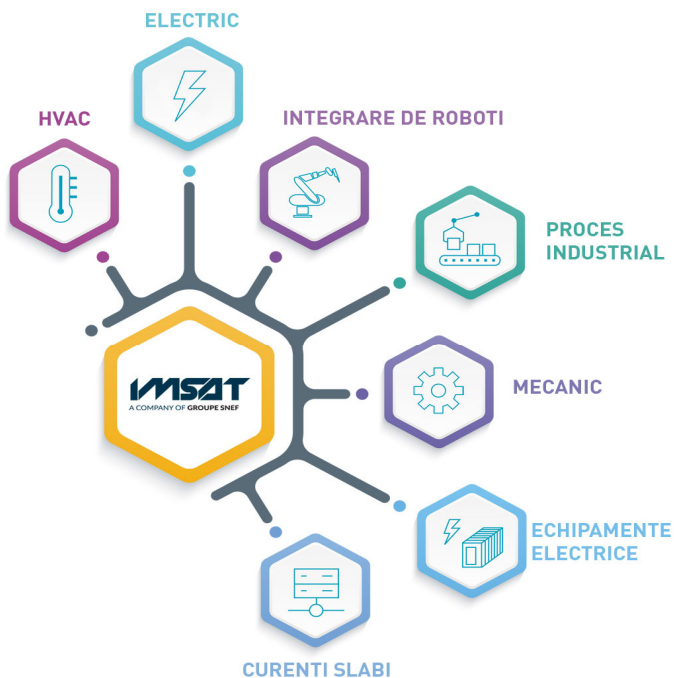 ELECTRIC
HVAC
INTEGRARE DE ROBOTI
PROCES
INDUSTRIAL
IMSAT
A COMPANY OF GROUPE SNEF
MECANIC
ECHIPAMENTE
ELECTRICE
CURENTI SLABI